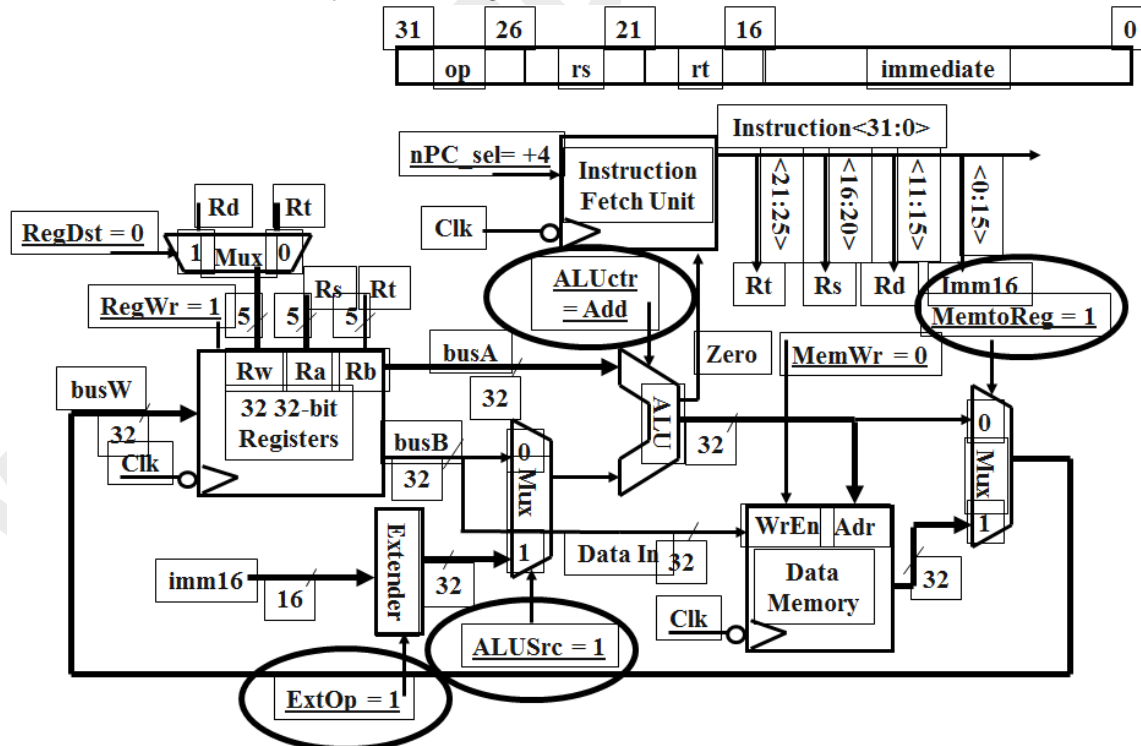 31 26 21 16 0
op rs rt immediate
Instruction<31:0>
nPC_sel= +4
Instruction
Fetch Unit
<21:25>
<16:20>
<11:15>
<0:15>
Rd Rt
Clk
RegDst = 0
1 Mux 0
ALUctr
= Add
Rt Rs Rd Imm16
Rs Rt
RegWr = 1
5 5 5
MemtoReg = 1
busA
Zero
MemWr = 0
Rw Ra Rb
busW
32
32 32-bit
Registers
32
ALU
0
Mux
1
32
busB
0
Mux
1
32
32
Clk
WrEn Adr
Data In
32
Data
Memory
32
Extender
imm16
16
32
Clk
ALUSrc = 1
ExtOp = 1